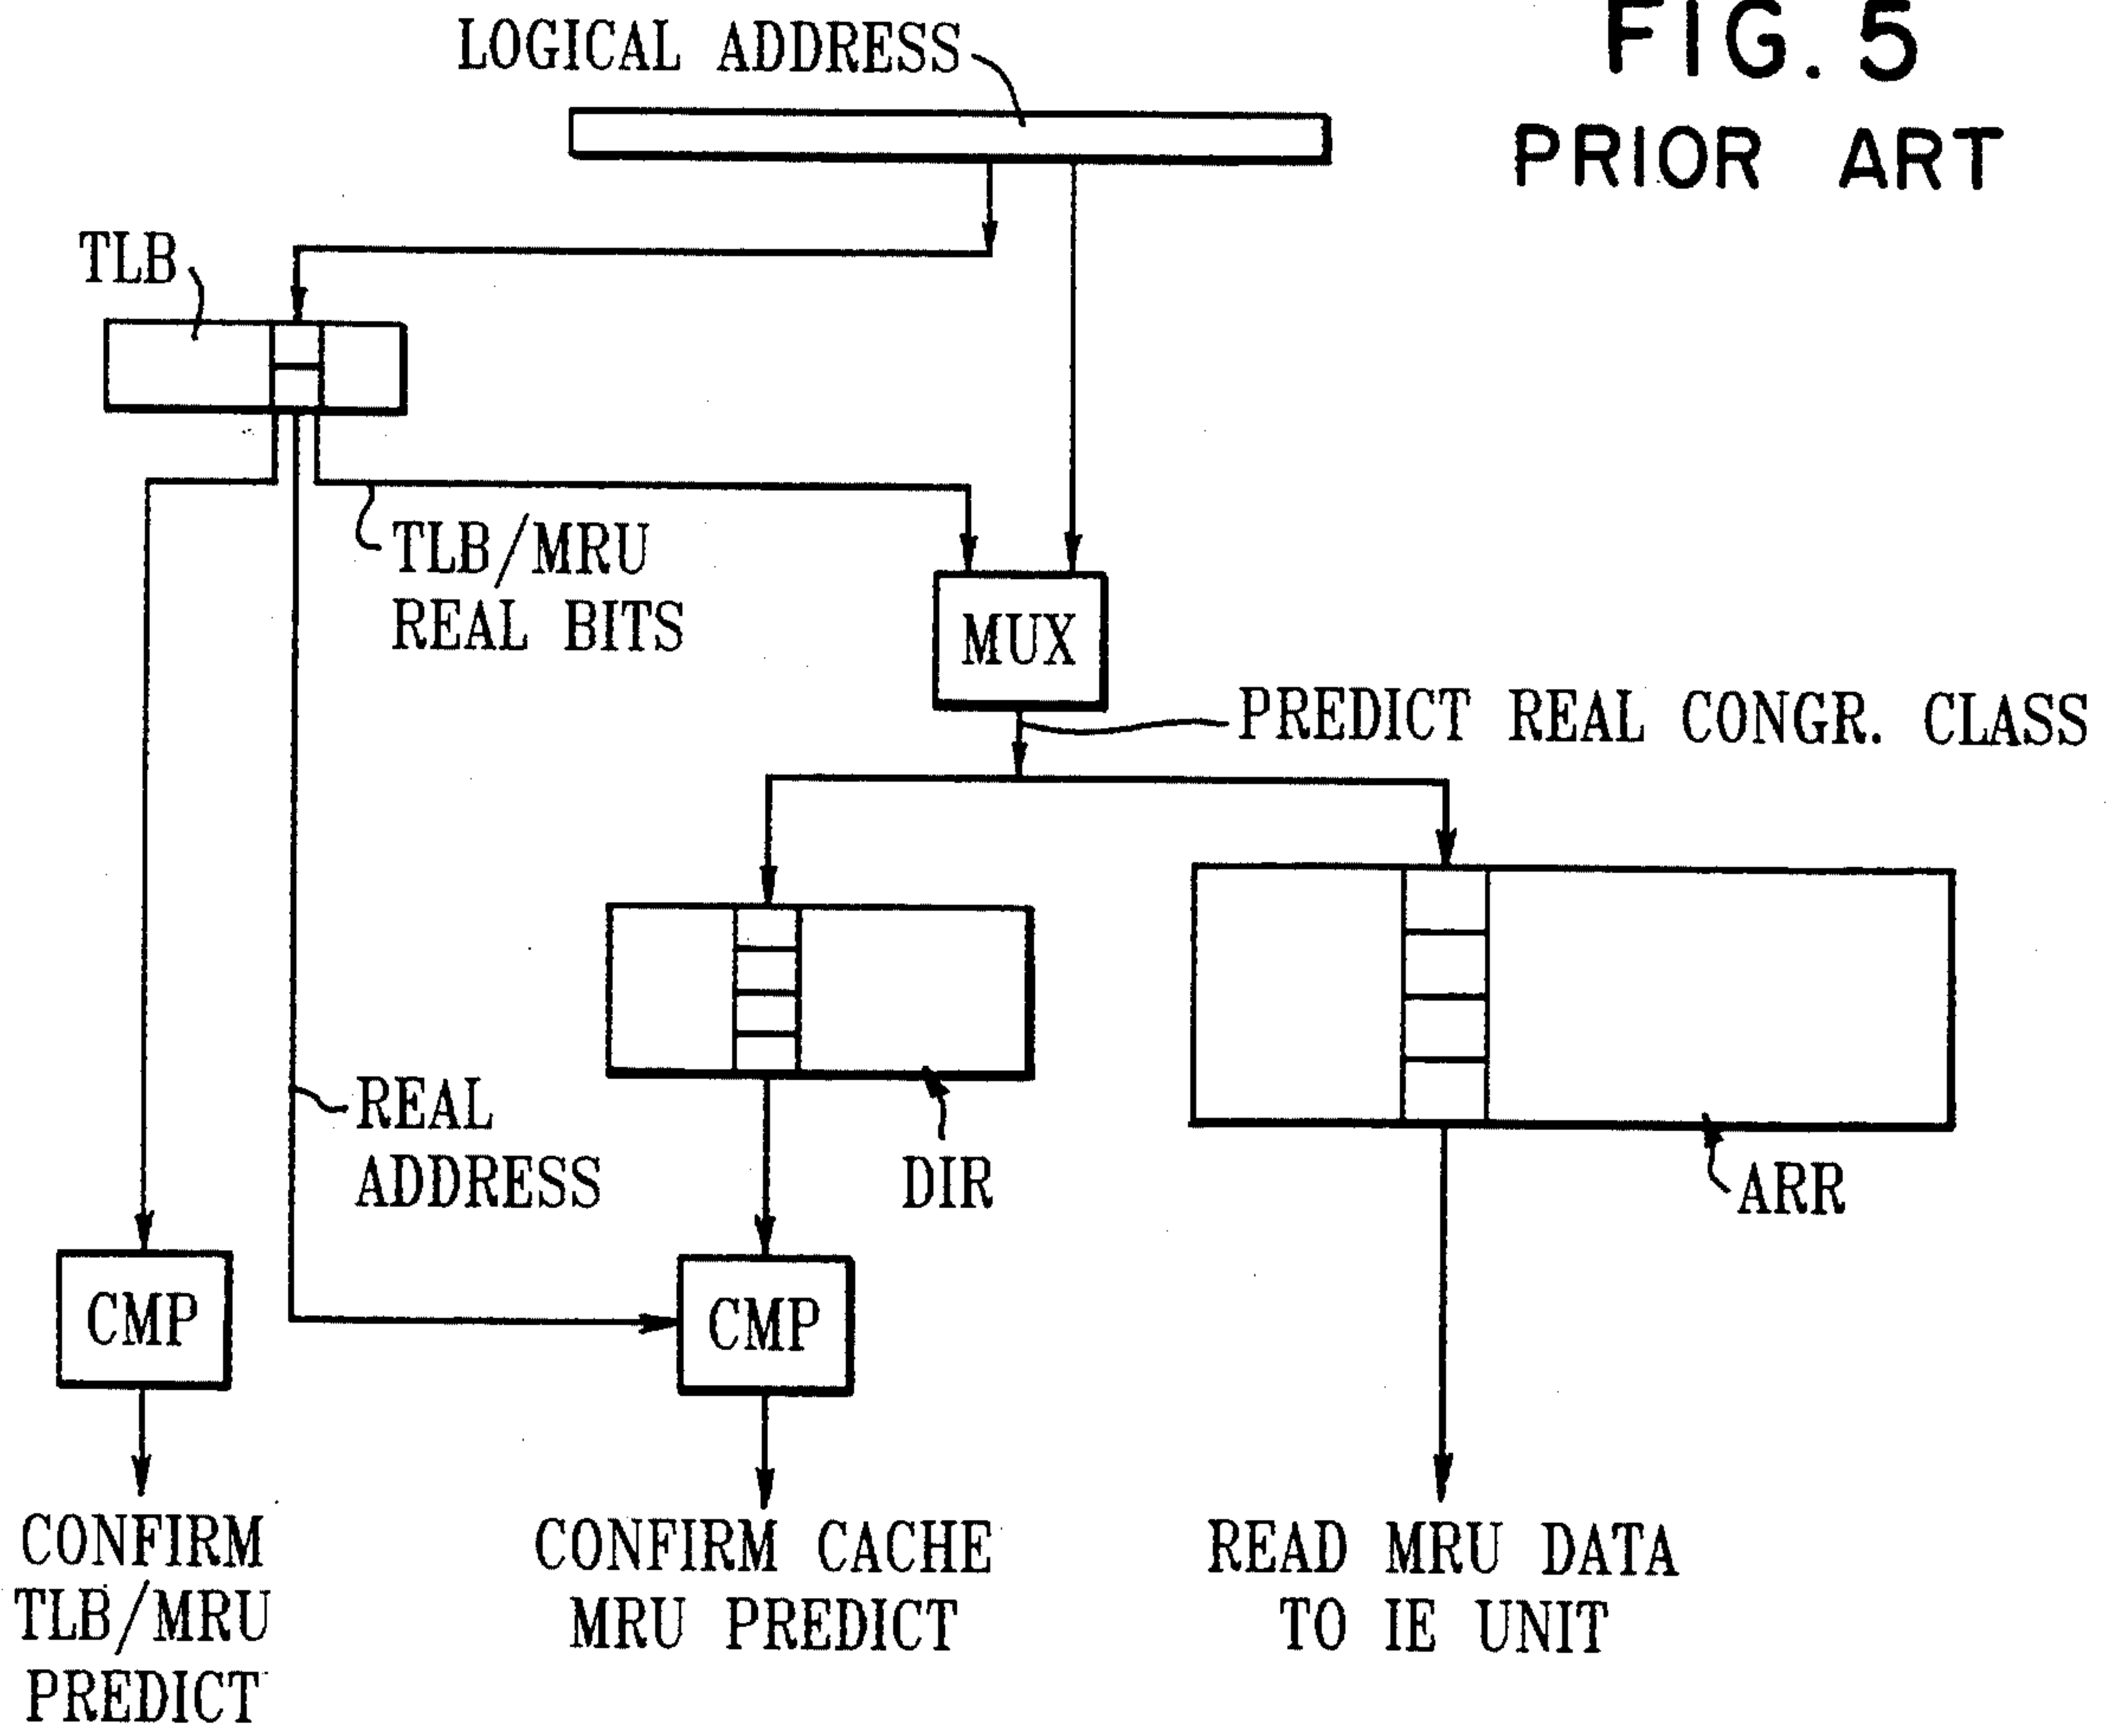 FIG. 5
PRIOR ART
LOGICAL ADDRESS
TLB
TLB/MRU
REAL BITS
MUX
PREDICT REAL CONGR. CLASS
REAL
ADDRESS
DIR
ARR
CMP
CMP
CONFIRM
TLB/MRU
PREDICT
CONFIRM CACHE
MRU PREDICT
READ MRU DATA
TO IE UNIT